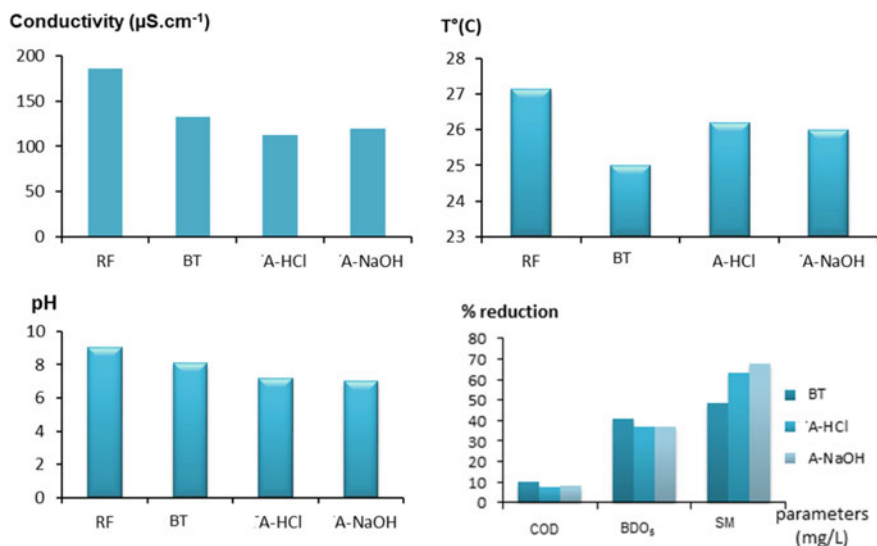 Conductivity (µS.cm⁻¹)
200
150
100
50
0
RF BT ¨A-HCl ¨A-NaOH
T°(C)
28
27
26
25
24
23
RF BT A-HCl ¨A-NaOH
pH
10
8
6
4
2
0
RF BT ¨A-HCl ¨A-NaOH
% reduction
80
70
60
50
40
30
20
10
0
COD BDO₅ SM
parameters
(mg/L)
BT
¨A-HCl
A-NaOH